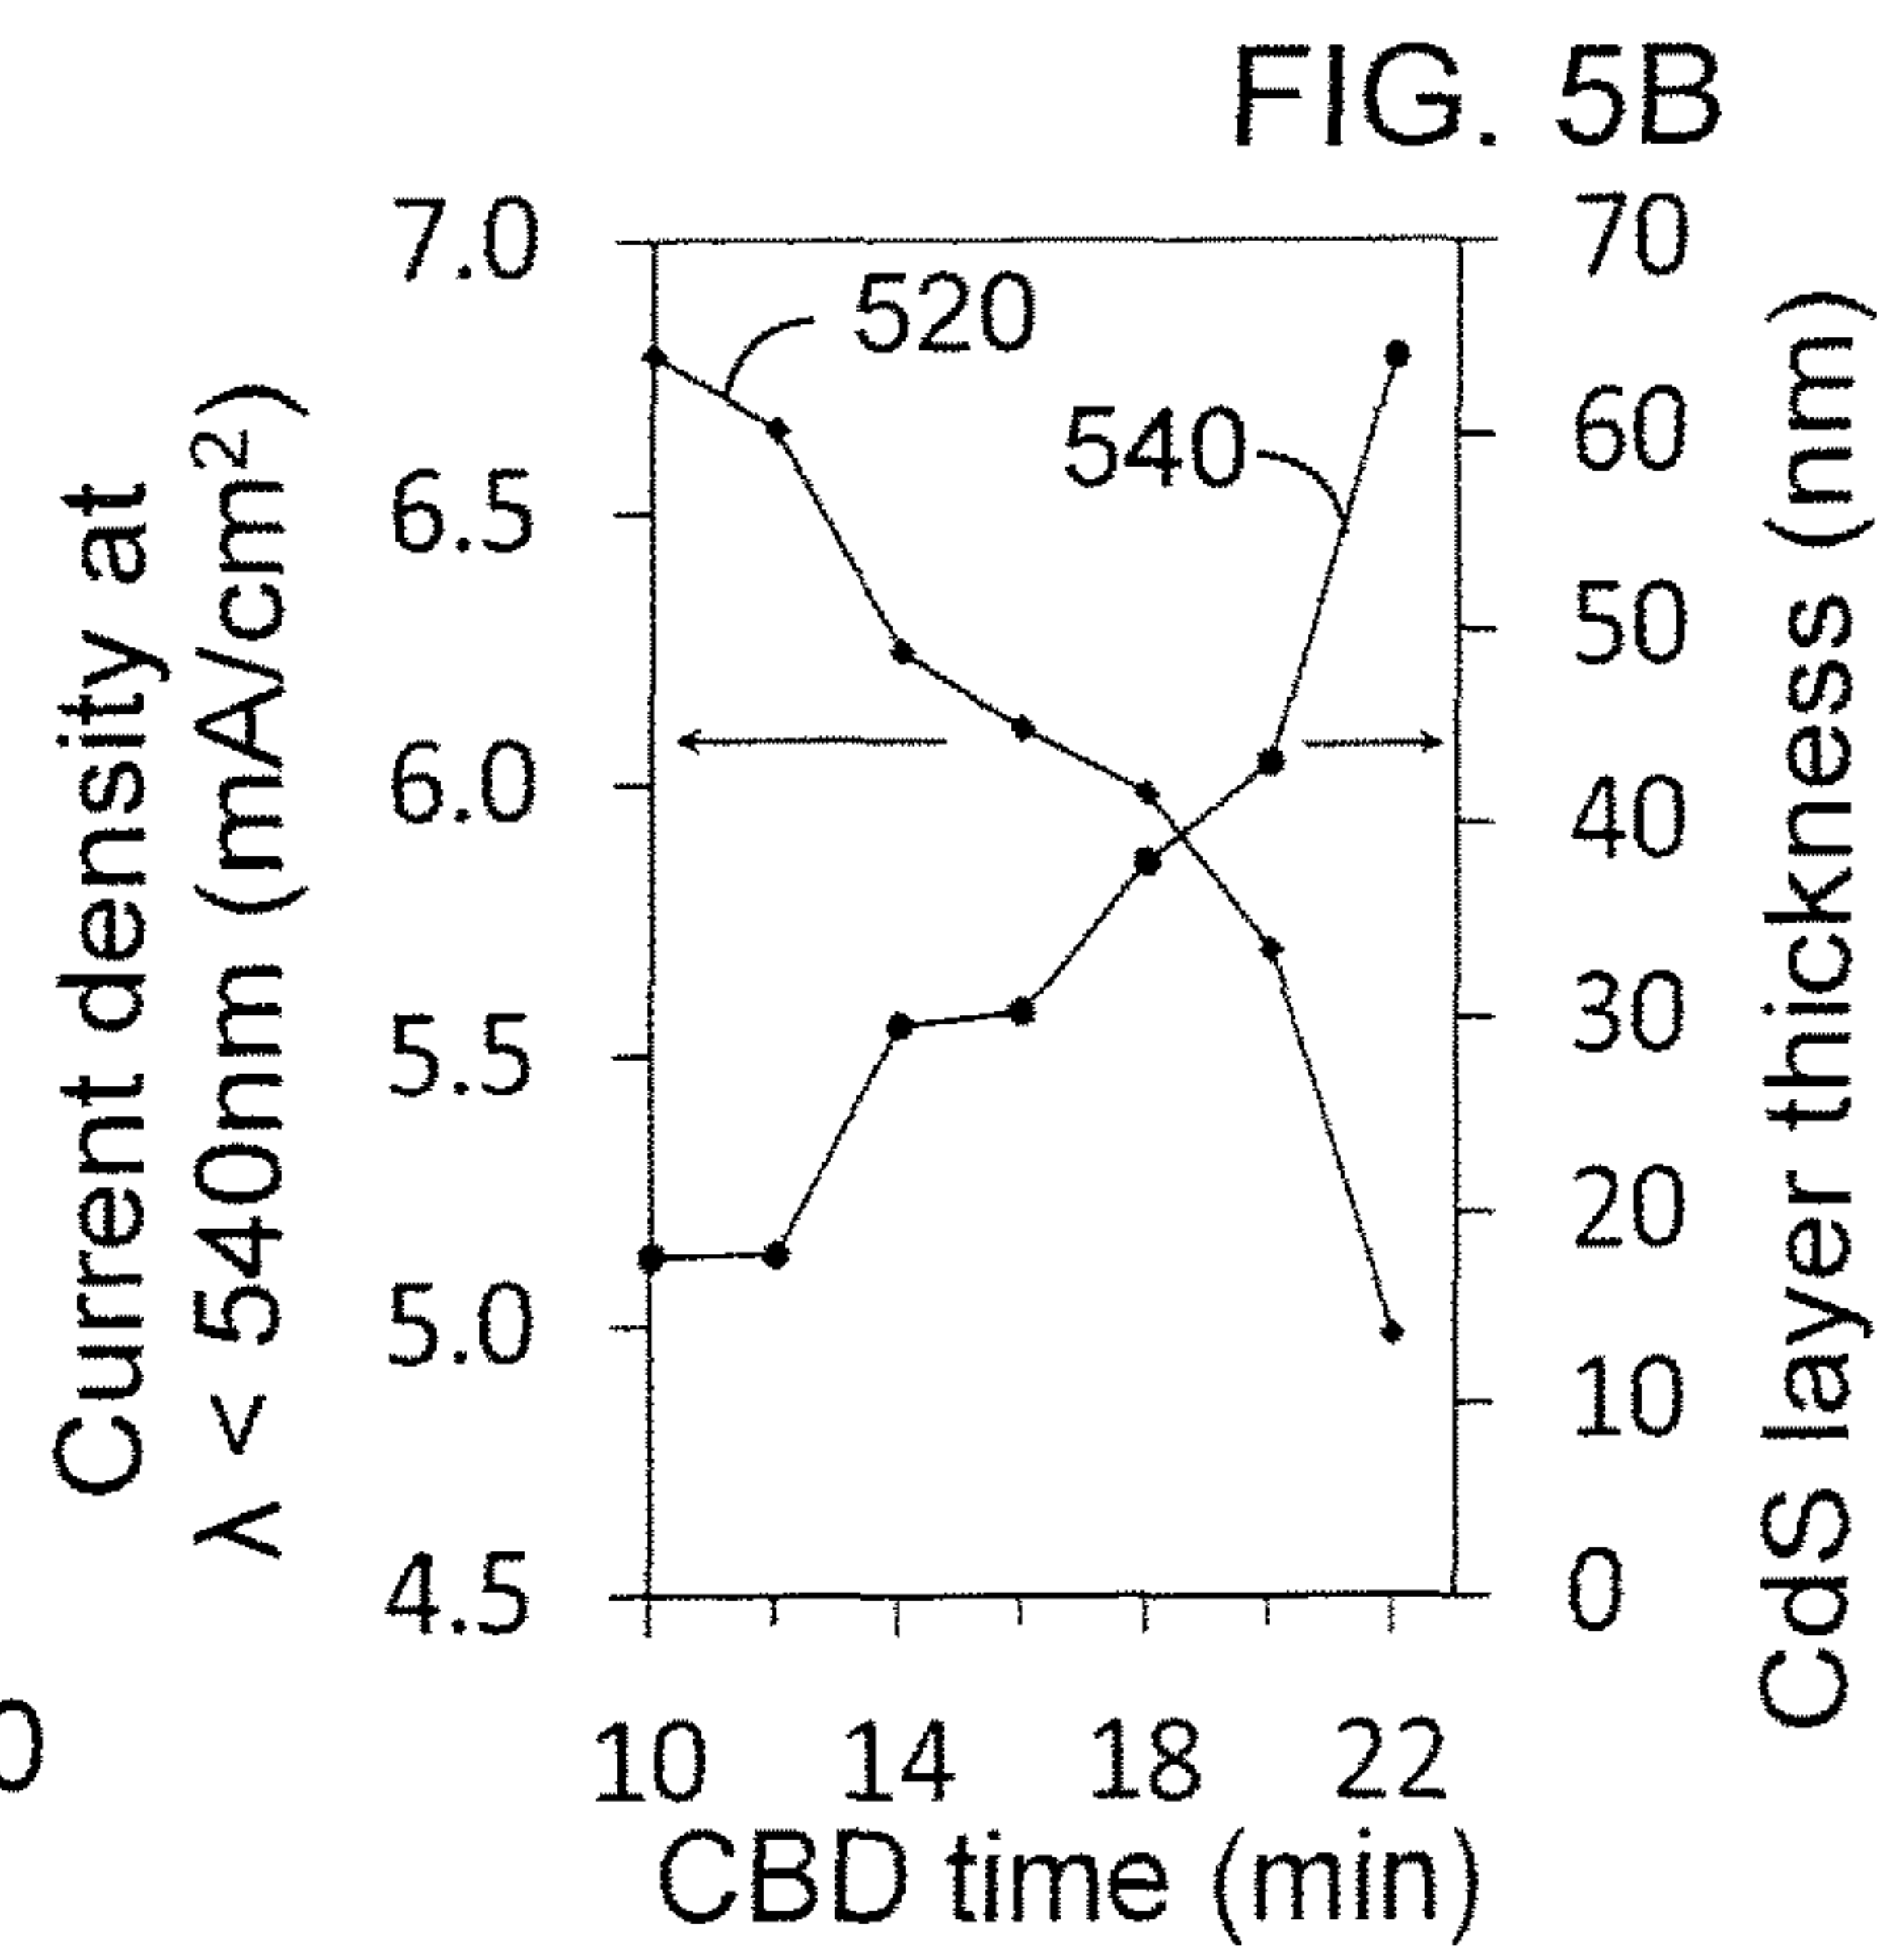 FIG. 5B
Current density at
λ < 540nm (mA/cm²)
7.0
6.5
6.0
5.5
5.0
4.5
520
540
70
60
50
40
30
20
10
0
CdS layer thickness (nm)
10 14 18 22
CBD time (min)